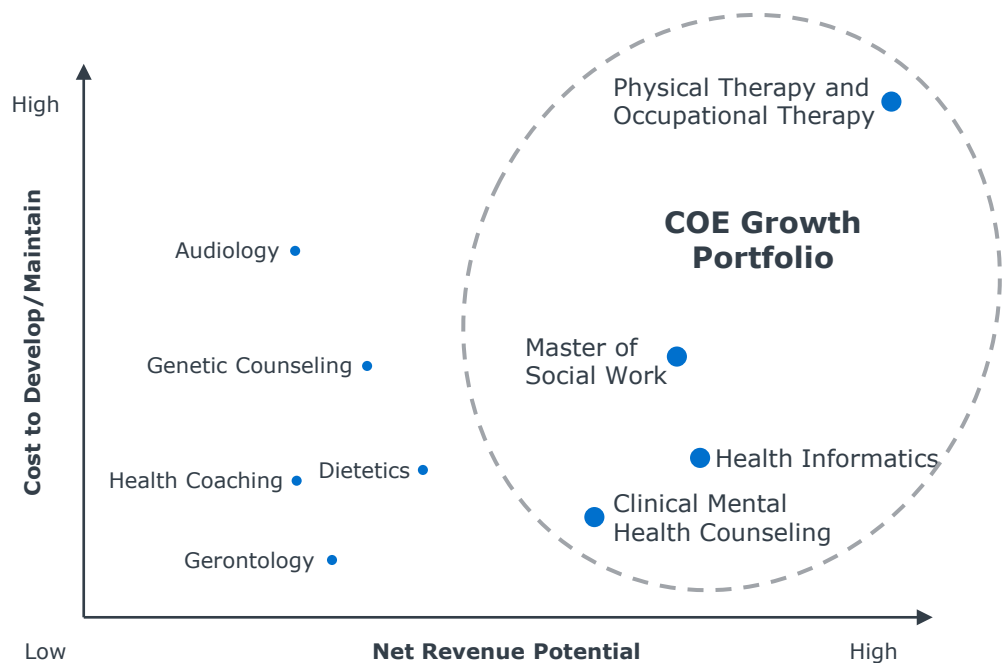 High
Physical Therapy and
Occupational Therapy
COE Growth
Portfolio
Cost to Develop/Maintain
Audiology
Master of
Social Work
Genetic Counseling
Health Informatics
Dietetics
Health Coaching
Clinical Mental
Health Counseling
Gerontology
Low
Net Revenue Potential
High